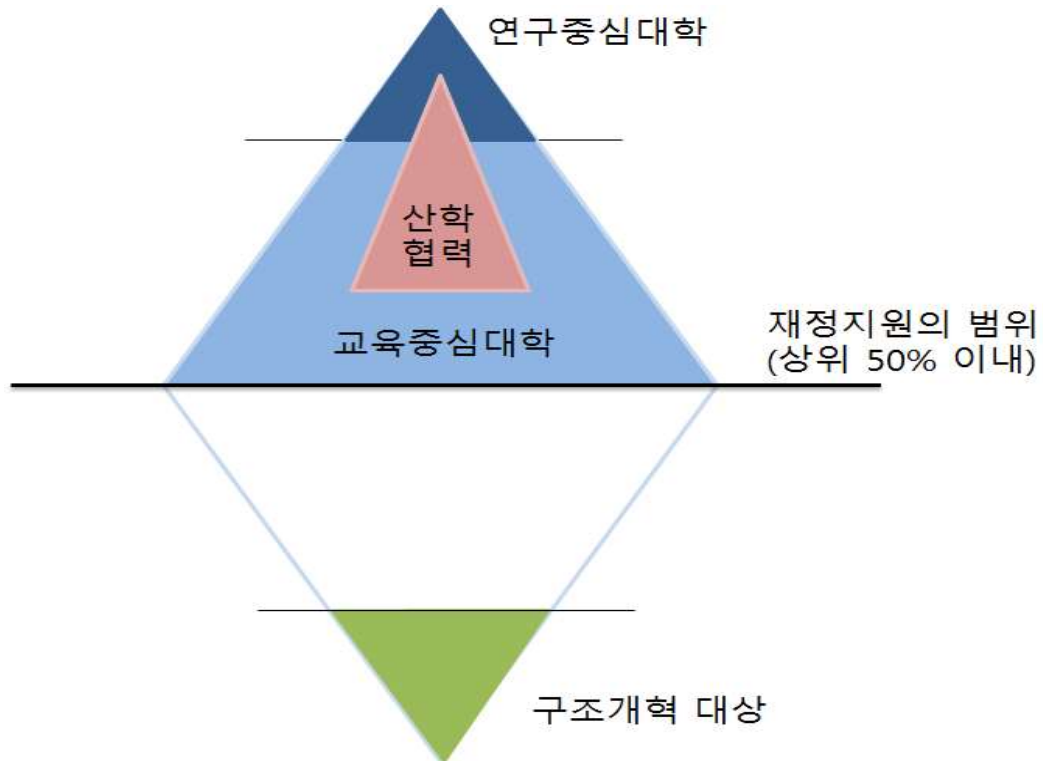 연구중심대학
산학
협력
교육중심대학
재정지원의 범위
(상위 50% 이내)
구조개혁 대상